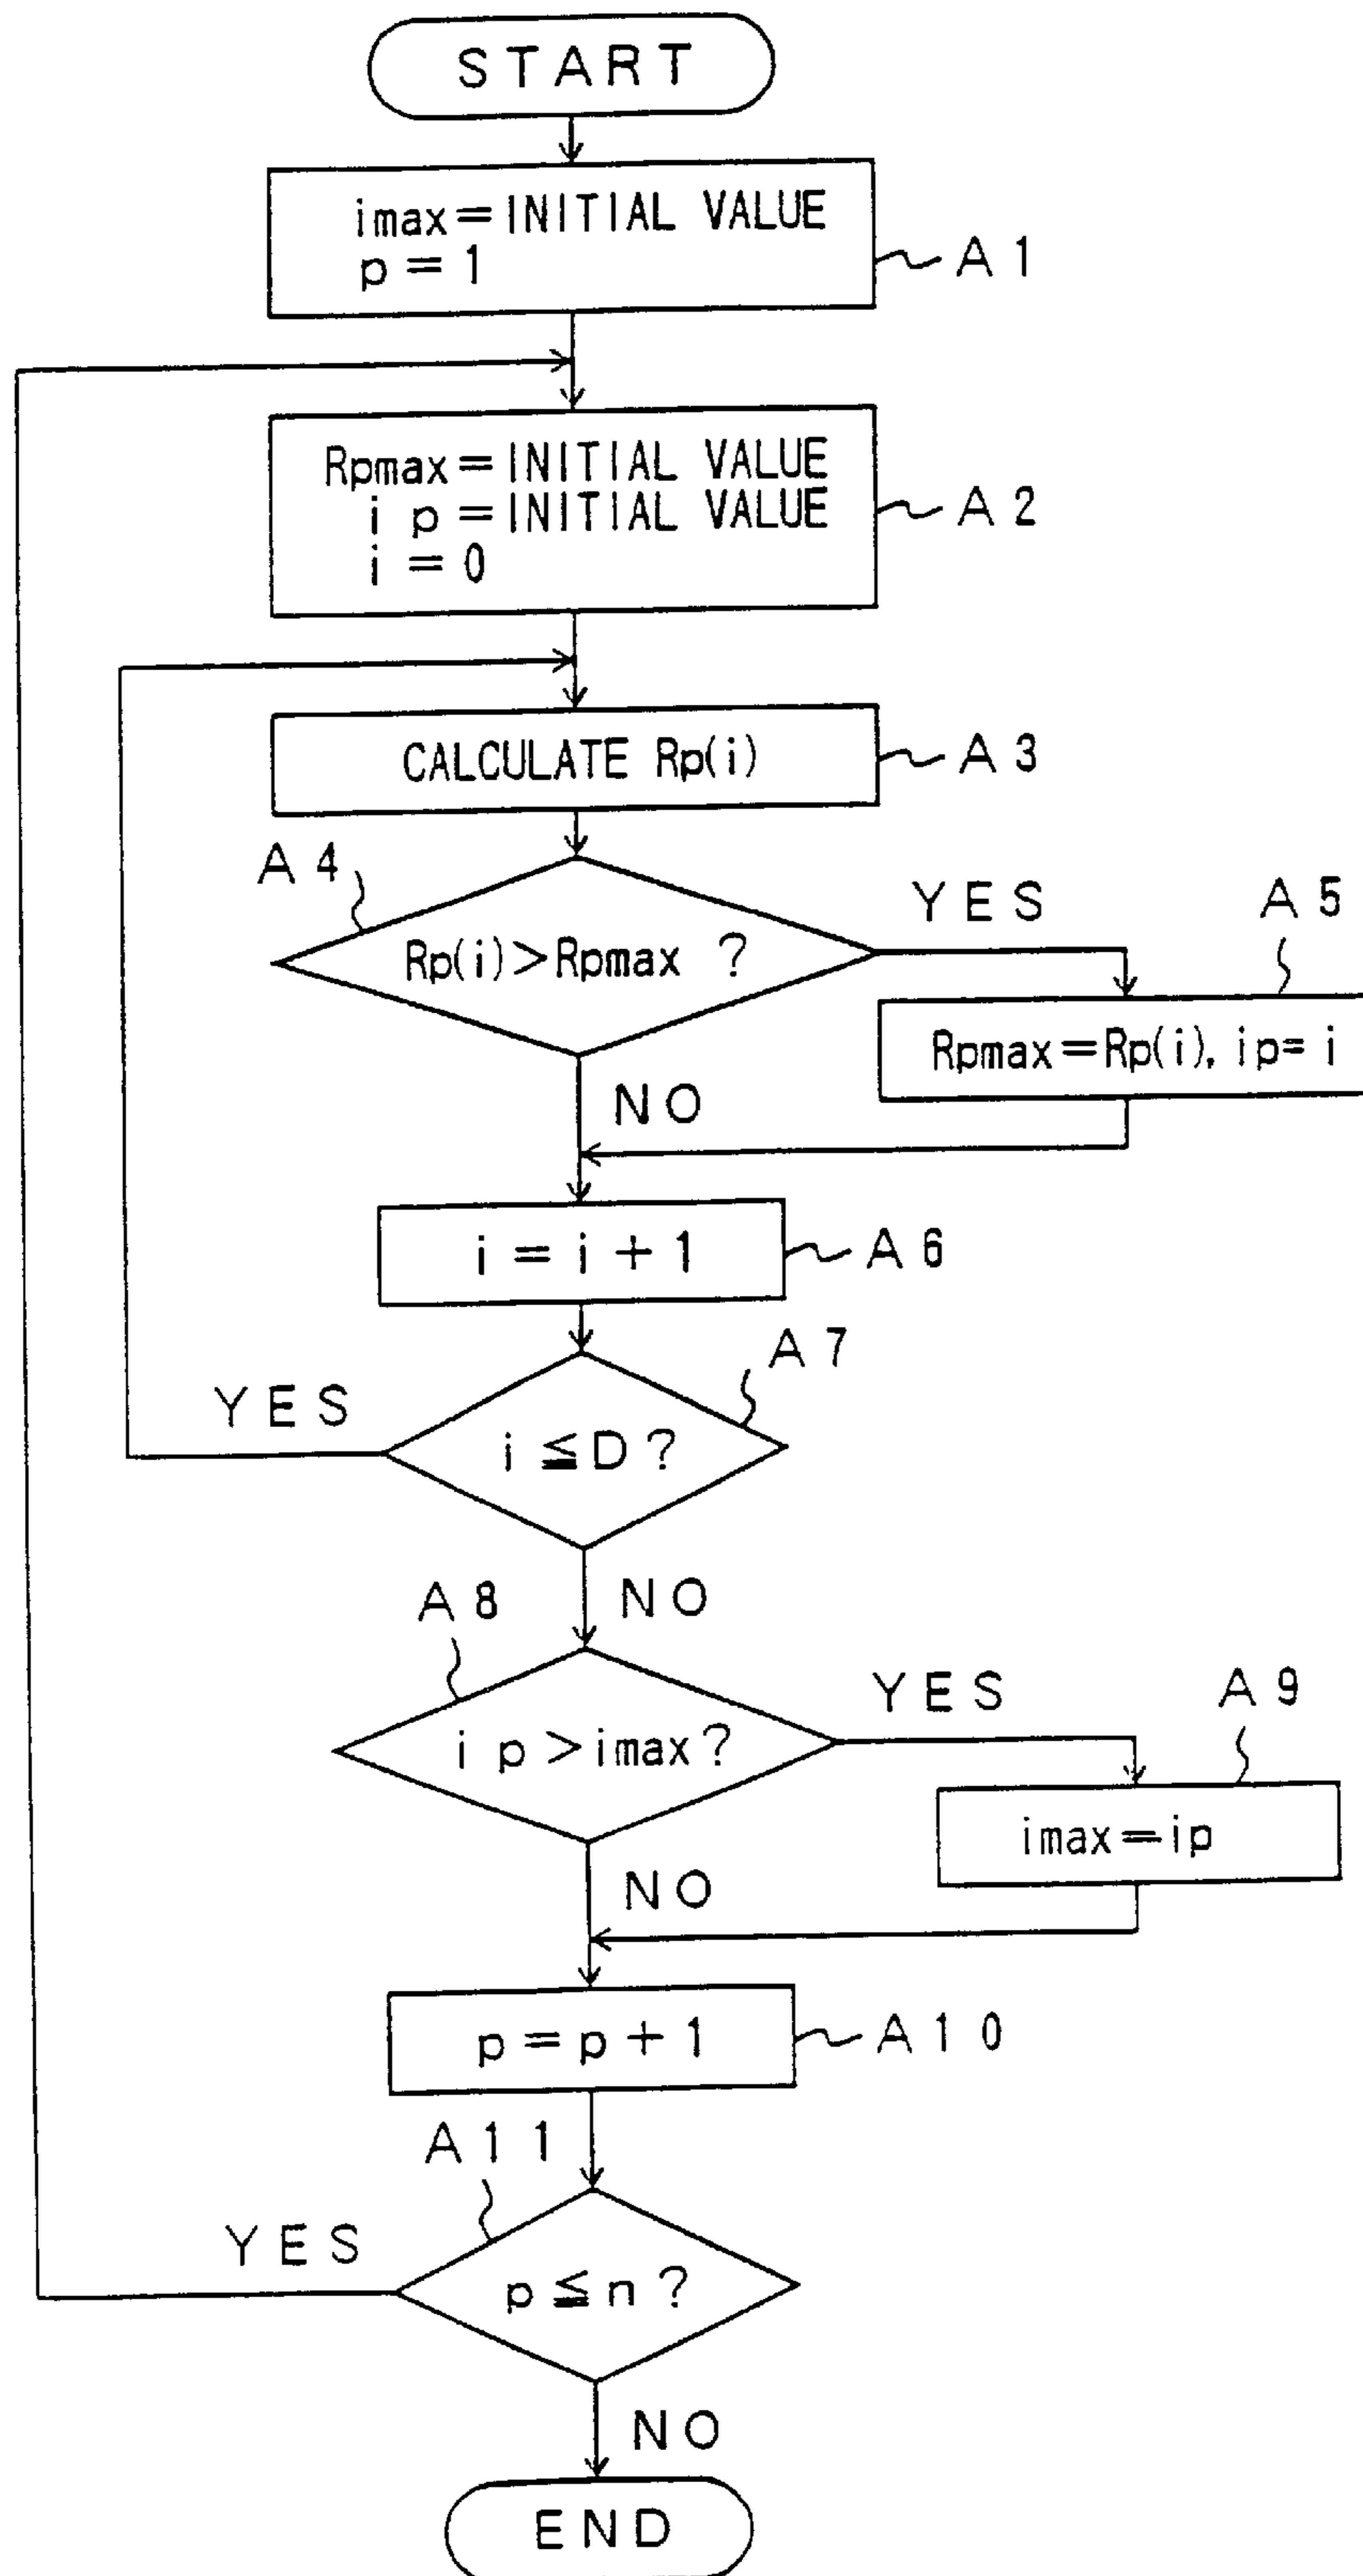 START
imax=INITIAL VALUE
p=1
A1
Rpmax=INITIAL VALUE
ip=INITIAL VALUE
i=0
A2
CALCULATE Rp(i)
A3
A4
Rp(i)>Rpmax ?
YES
A5
Rpmax=Rp(i), ip=i
NO
i=i+1
A6
A7
YES
i≦D?
NO
A8
ip>imax?
YES
A9
imax=ip
NO
p=p+1
A10
A11
YES
p≦n?
NO
END